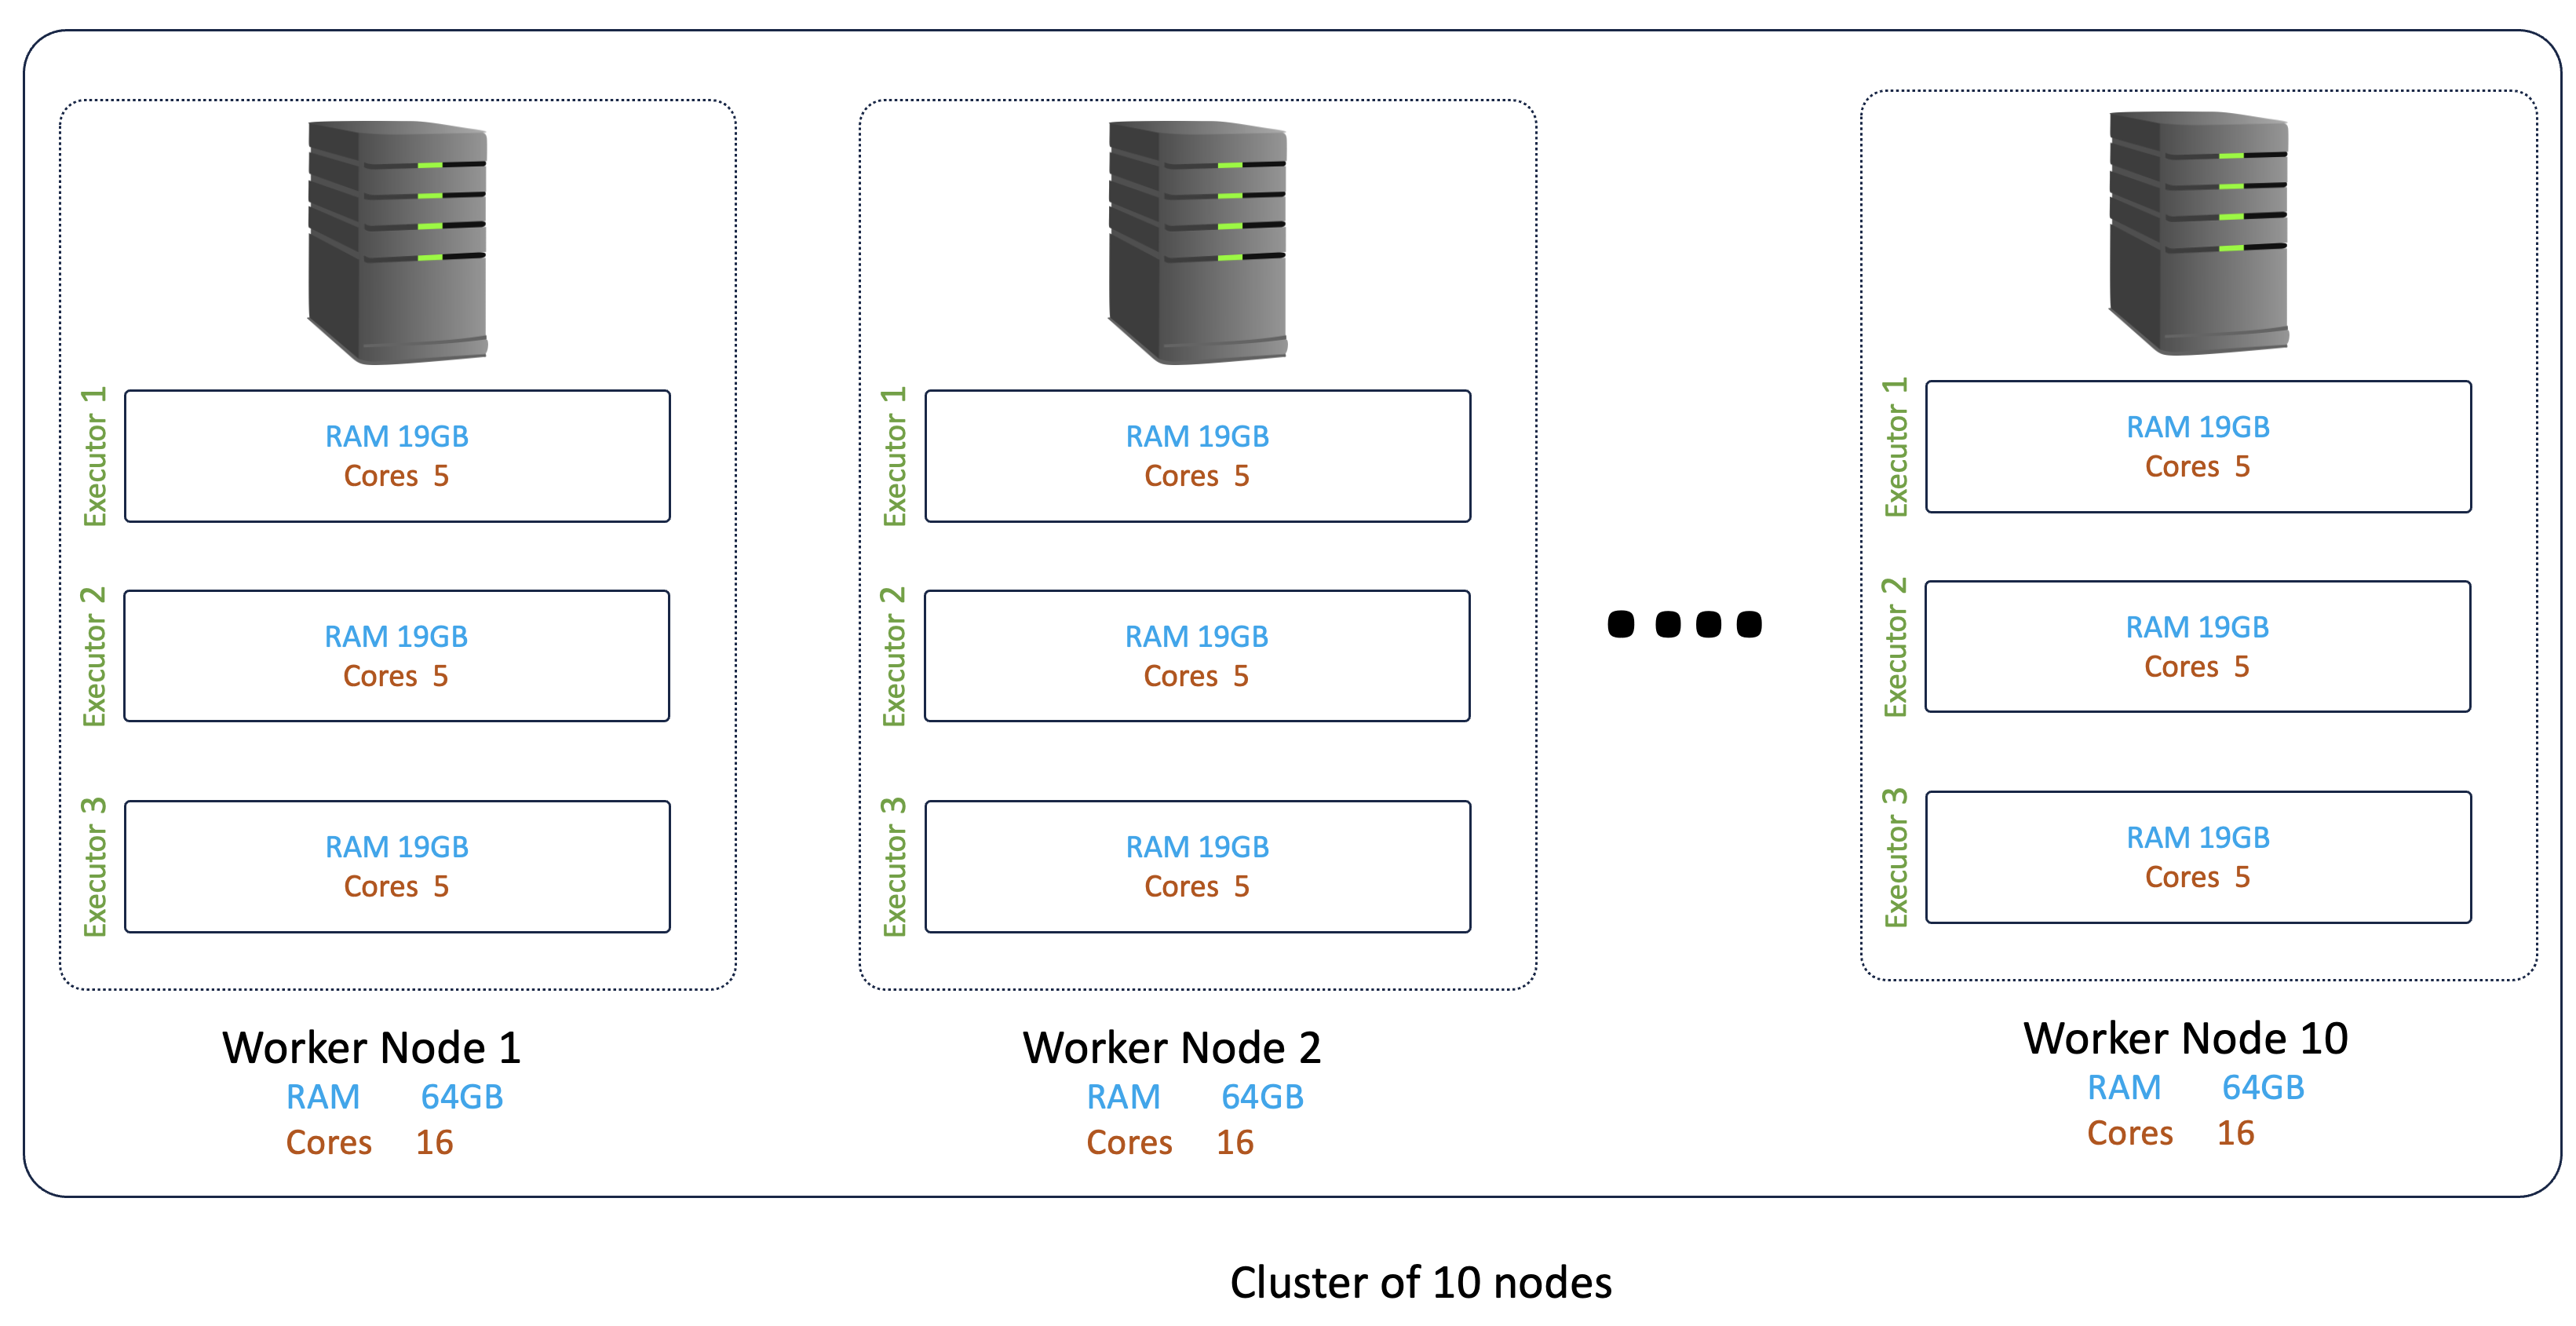 Executor 1
RAM 19GB
Cores 5
Executor 2
RAM 19GB
Cores 5
Executor 3
RAM 19GB
Cores 5
Worker Node 1
RAM 64GB
Cores 16
Executor 1
RAM 19GB
Cores 5
Executor 2
RAM 19GB
Cores 5
Executor 3
RAM 19GB
Cores 5
Worker Node 2
RAM 64GB
Cores 16
....
Executor 1
RAM 19GB
Cores 5
Executor 2
RAM 19GB
Cores 5
Executor 3
RAM 19GB
Cores 5
Worker Node 10
RAM 64GB
Cores 16
Cluster of 10 nodes